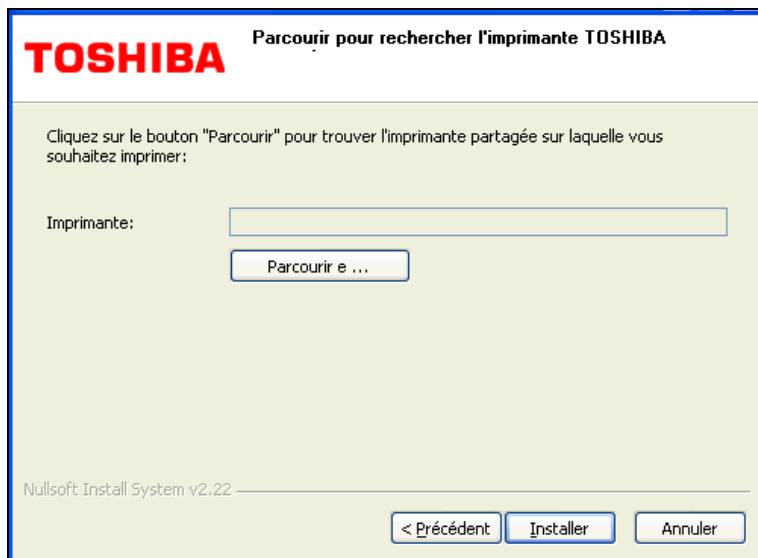 TOSHIBA
Parcourir pour rechercher l'imprimante TOSHIBA
Cliquez sur le bouton "Parcourir" pour trouver l'imprimante partagée sur laquelle vous
souhaitez imprimer:
Imprimante:
Parcourir e ...
Nullsoft Install System v2.22
< Précédent
Installer
Annuler